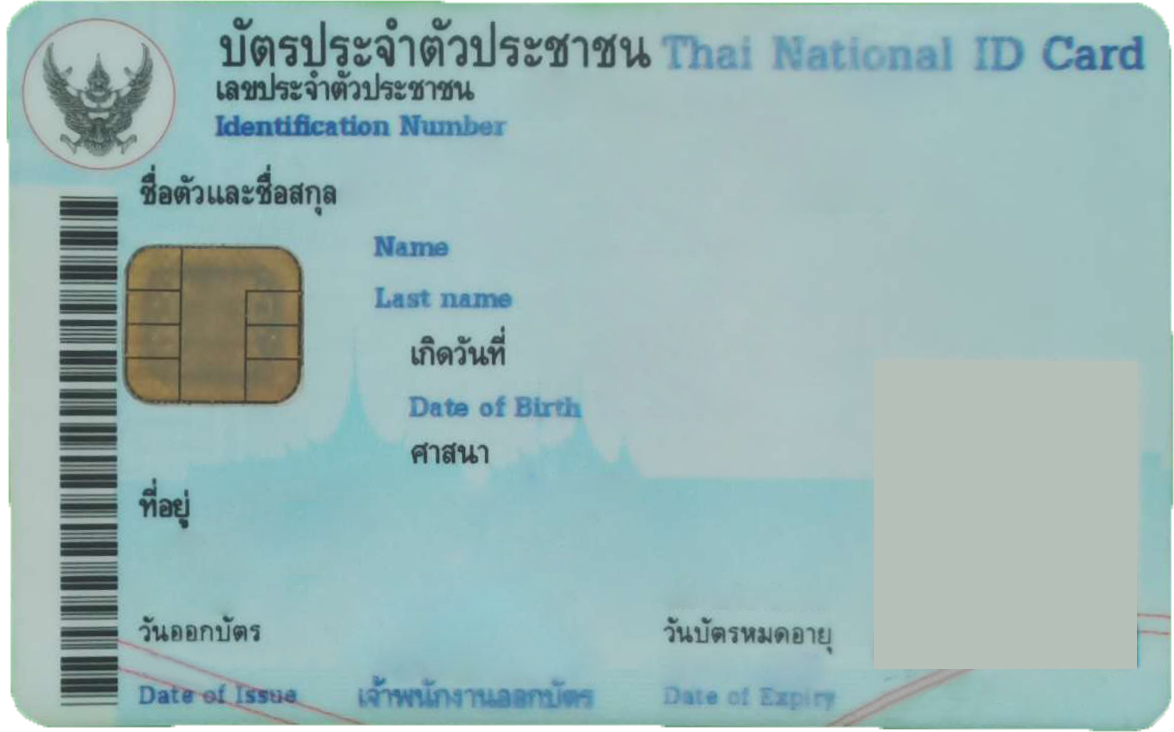 บัตรประจำตัวประชาชน Thai National ID Card
เลขประจำตัวประชาชน
Identification Number
ชื่อตัวและชื่อสกุล
Name
Last name
เกิดวันที่
Date of Birth
ศาสนา
ที่อยู่
วันออกบัตร วันบัตรหมดอายุ
Date of Issue เจ้าพนักงานออกบัตร Date of Expiry